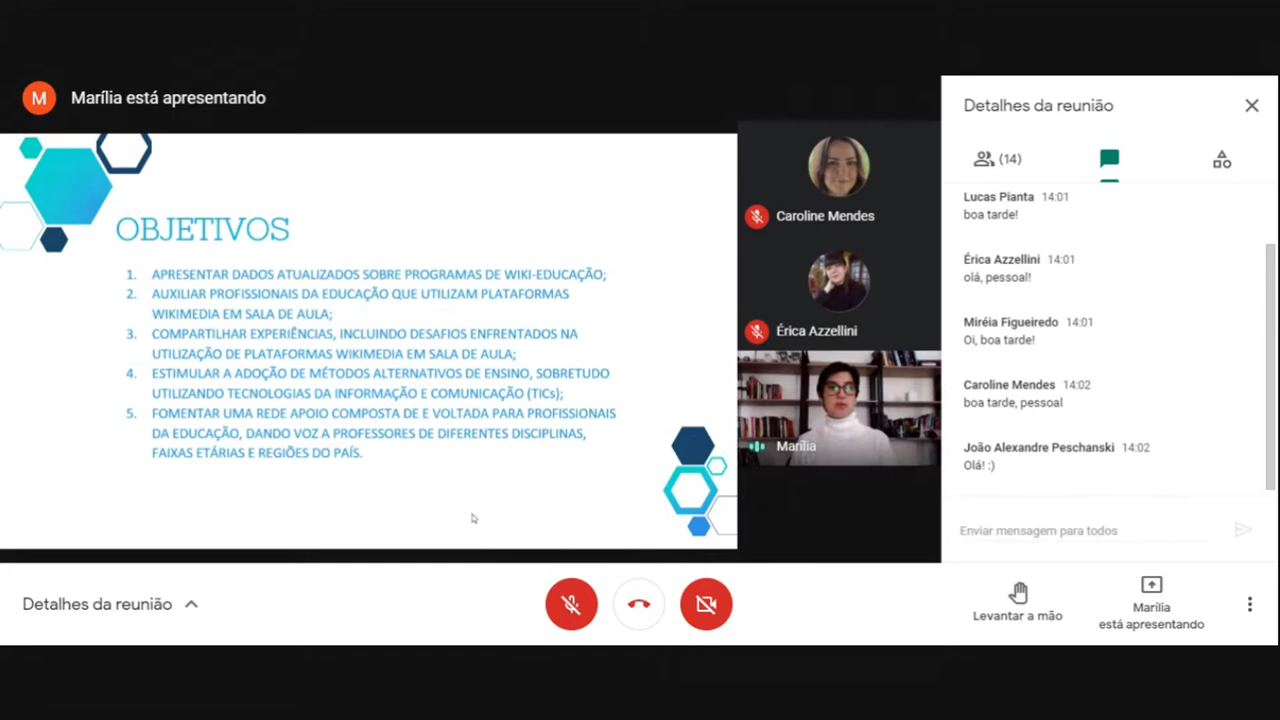 M
Marília está apresentando
OBJETIVOS
1. APRESENTAR DADOS ATUALIZADOS SOBRE PROGRAMAS DE WIKI-EDUCAÇÃO;
2. AUXILIAR PROFISSIONAIS DA EDUCAÇÃO QUE UTILIZAM PLATAFORMAS
WIKIMEDIA EM SALA DE AULA;
3. COMPARTILHAR EXPERIÊNCIAS, INCLUINDO DESAFIOS ENFRENTADOS NA
UTILIZAÇÃO DE PLATAFORMAS WIKIMEDIA EM SALA DE AULA;
4. ESTIMULAR A ADOÇÃO DE MÉTODOS ALTERNATIVOS DE ENSINO, SOBRETUDO
UTILIZANDO TECNOLOGIAS DA INFORMAÇÃO E COMUNICAÇÃO (TICs);
5. FOMENTAR UMA REDE APOIO COMPOSTA DE E VOLTADA PARA PROFISSIONAIS
DA EDUCAÇÃO, DANDO VOZ A PROFESSORES DE DIFERENTES DISCIPLINAS,
FAIXAS ETÁRIAS E REGIÕES DO PAÍS.
Caroline Mendes
Érica Azzellini
Marília
Detalhes da reunião
(14)
Lucas Pianta 14:01
boa tarde!
Érica Azzellini 14:01
olá, pessoal!
Miréia Figueiredo 14:01
Oi, boa tarde!
Caroline Mendes 14:02
boa tarde, pessoal
João Alexandre Peschanski 14:02
Olá! :)
Enviar mensagem para todos
Detalhes da reunião
Levantar a mão
Marília
está apresentando